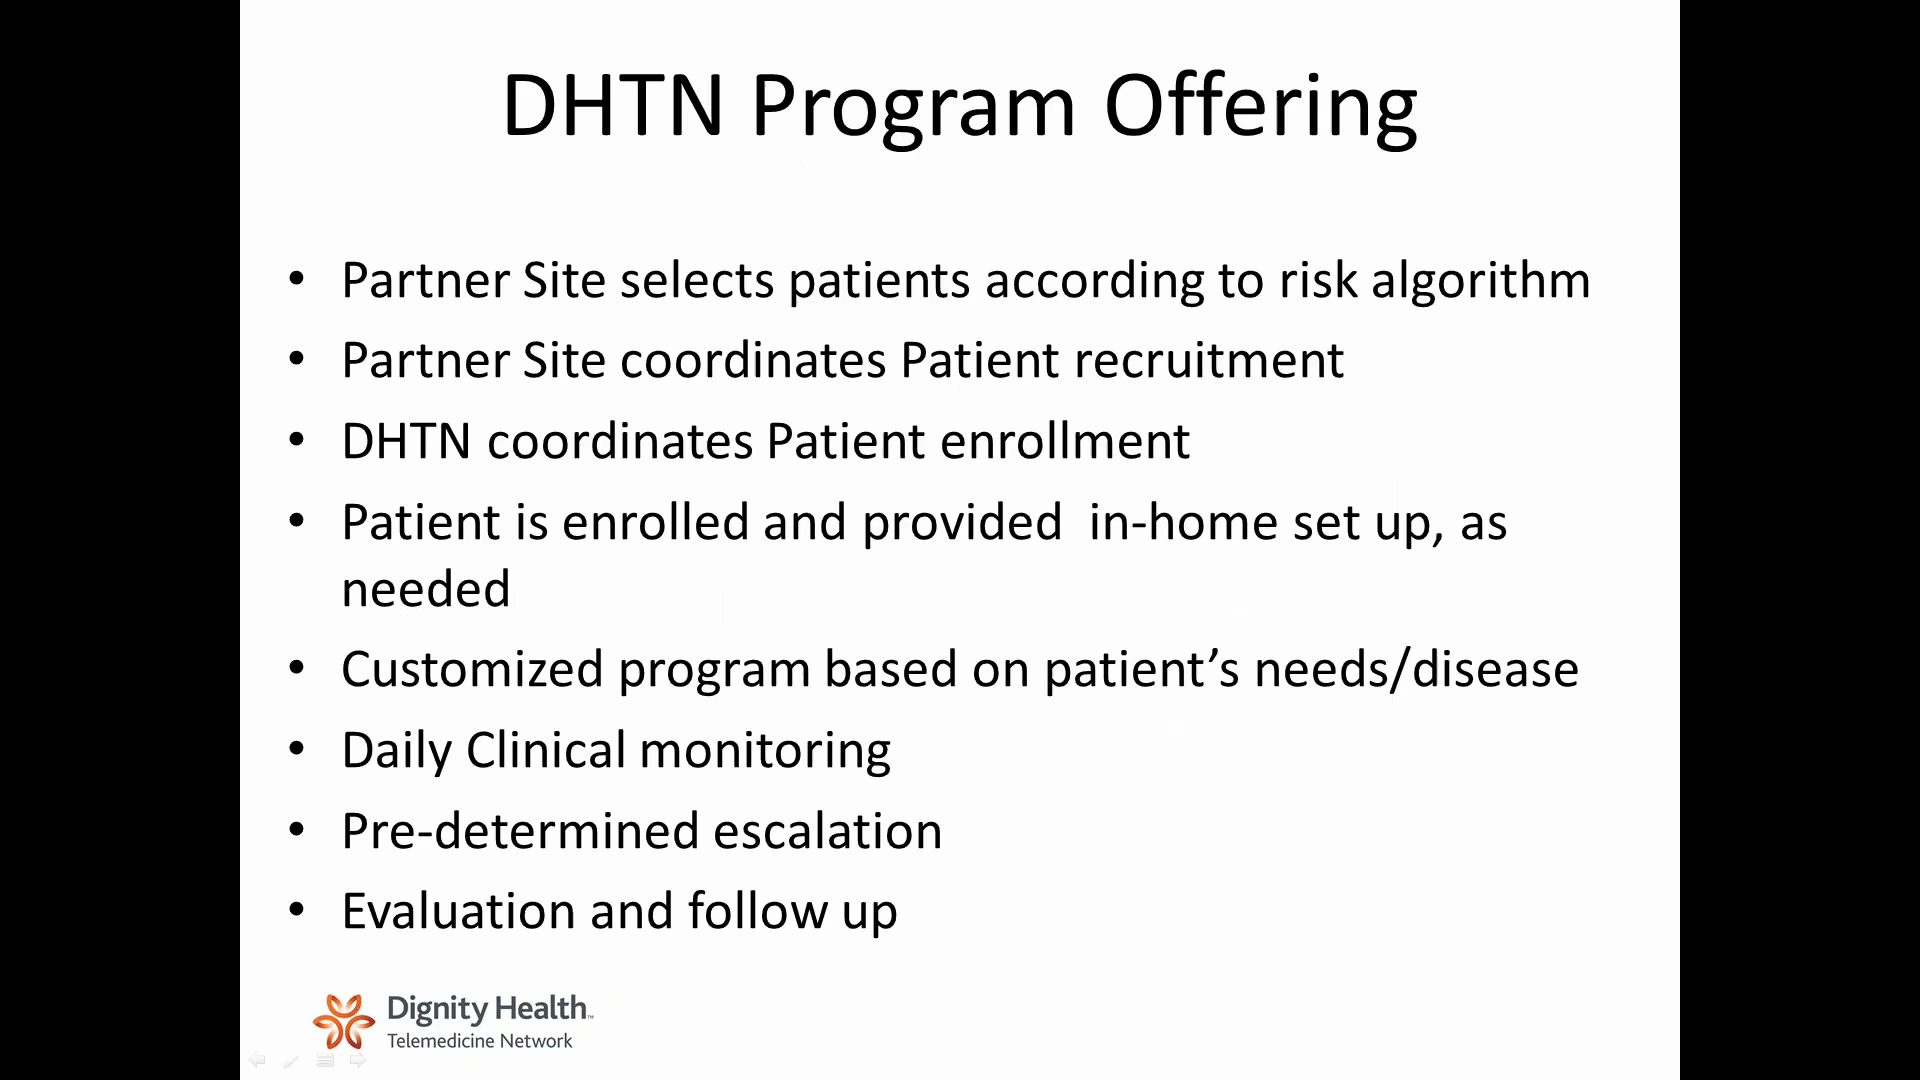 DHTN Program Offering
• Partner Site selects patients according to risk algorithm
• Partner Site coordinates Patient recruitment
• DHTN coordinates Patient enrollment
• Patient is enrolled and provided  in-home set up, as
needed
• Customized program based on patient’s needs/disease
• Daily Clinical monitoring
• Pre-determined escalation
• Evaluation and follow up
Dignity Health™
Telemedicine Network